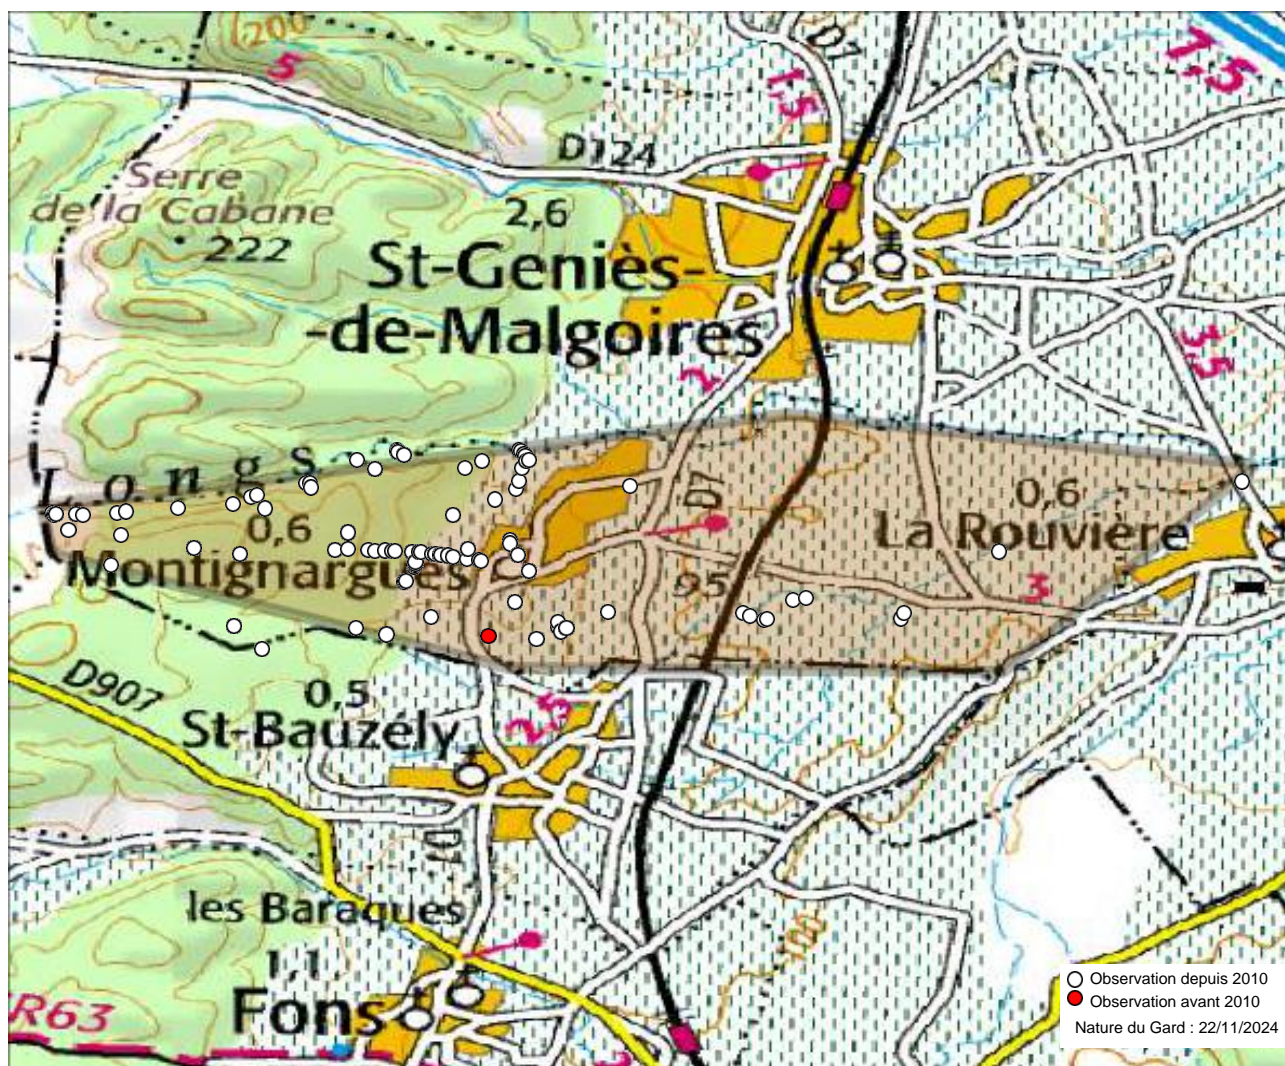 200
D7
7,5
5
1,5
D124
Serre
de la Cabane
222
2,6
St-Geniès-
-de-Malgoires
3,5
2
Longs
D7
0,6
0,6
La Rouvière
Montignargues
95
3
D907
0,5
St-Bauzély
2,5
D7
les Baraques
100
1,1
Fons
R63
Observation depuis 2010
Observation avant 2010
Nature du Gard : 22/11/2024